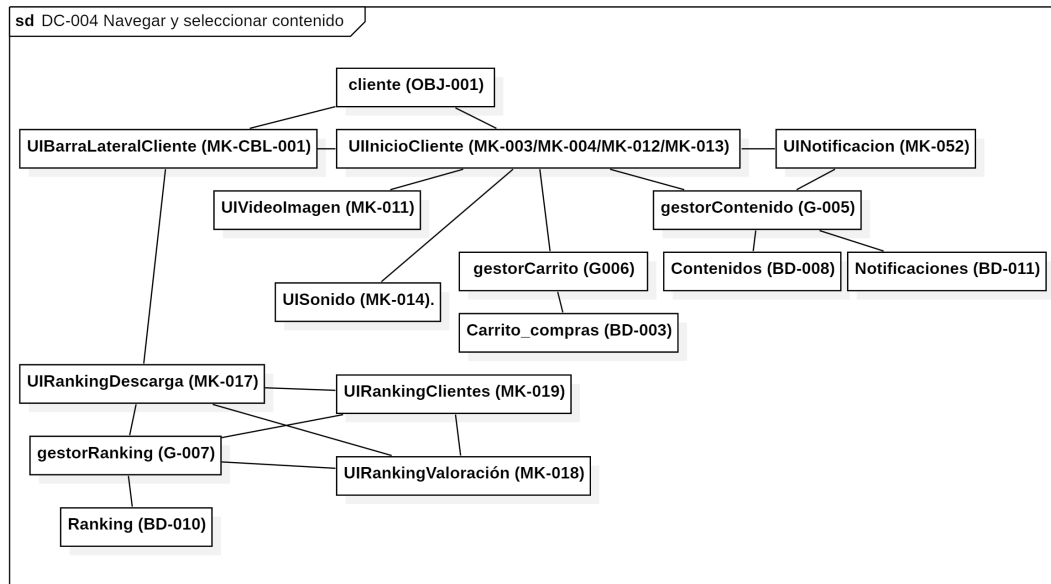 sd DC-004 Navegar y seleccionar contenido
cliente (OBJ-001)
UIBarraLateralCliente (MK-CBL-001)
UIInicioCliente (MK-003/MK-004/MK-012/MK-013)
UINotificacion (MK-052)
UIVideoImagen (MK-011)
gestorContenido (G-005)
gestorCarrito (G006)
Contenidos (BD-008)
Notificaciones (BD-011)
UISonido (MK-014).
Carrito_compras (BD-003)
UIRankingDescarga (MK-017)
UIRankingClientes (MK-019)
gestorRanking (G-007)
UIRankingValoración (MK-018)
Ranking (BD-010)